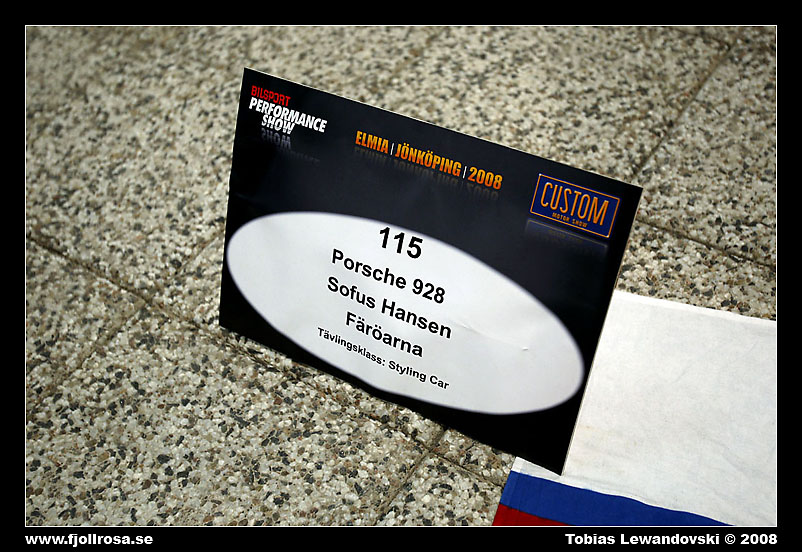 BILSPORT
PERFORMANCE
SHOW
ELMIA | JÖNKÖPING | 2008
CUSTOM
MOTOR SHOW
115
Porsche 928
Sofus Hansen
Färöarna
Tävlingsklass: Styling Car
www.fjollrosa.se
Tobias Lewandovski © 2008